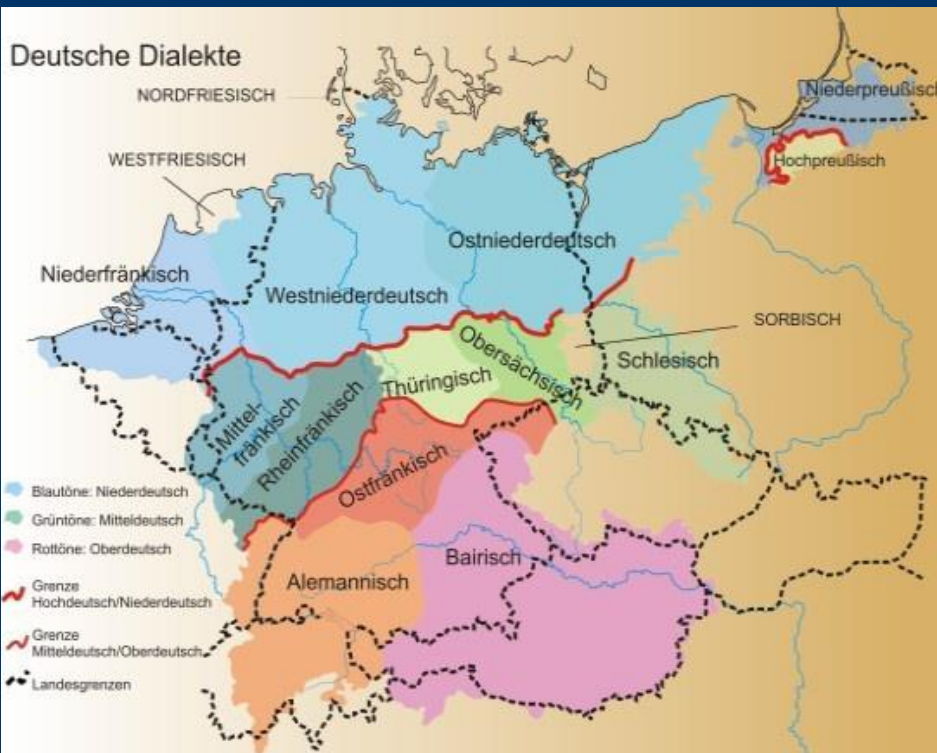 Deutsche Dialekte
NORDFRIESISCH
WESTFRIESISCH
Niederpreußisch
Hochpreußisch
Ostniederdeutsch
Niederfränkisch
Westniederdeutsch
SORBISCH
Obersächsisch
Schlesisch
Thüringisch
Mittel-
fränkisch
Rheinfränkisch
Ostfränkisch
Bairisch
Alemannisch
Blautöne: Niederdeutsch
Grüntöne: Mitteldeutsch
Rottöne: Oberdeutsch
Grenze
Hochdeutsch/Niederdeutsch
Grenze
Mitteldeutsch/Oberdeutsch
Landesgrenzen